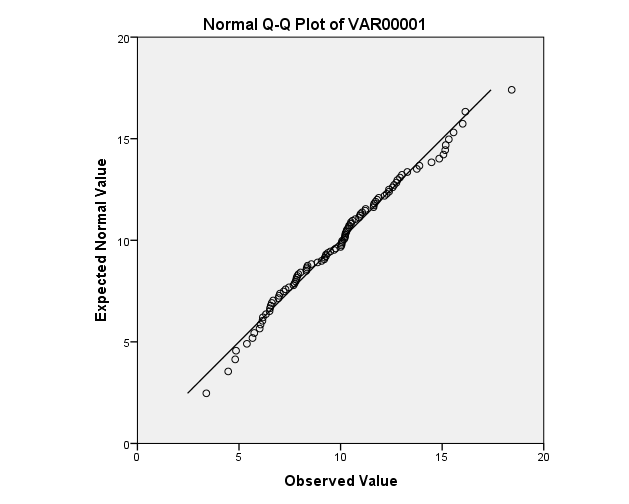 Normal Q-Q Plot of VAR00001
20
15
10
5
0
Expected Normal Value
0 5 10 15 20
Observed Value